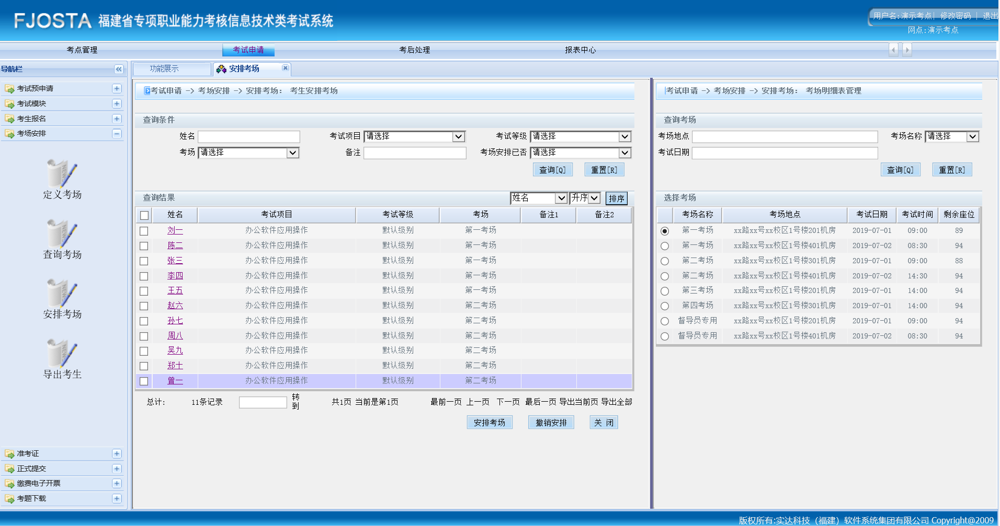 FJOSTA 福建省专项职业能力考核信息技术类考试系统
用户名:演示考点| 修改密码 | 退出
网点:演示考点
考点管理 考试申请 考后处理 报表中心
导航栏
考试预申请
考试模块
考生报名
考场安排
定义考场
查询考场
安排考场
导出考生
准考证
正式提交
缴费电子开票
考题下载
功能展示 安排考场
考试申请 -> 考场安排 -> 安排考场： 考生安排考场
查询条件
姓名 考试项目 请选择 考试等级 请选择
考场 请选择 备注 考场安排已否 请选择
查询[Q] 重置[R]
查询结果 姓名 升序 排序
姓名 考试项目 考试等级 考场 备注1 备注2
刘一 办公软件应用操作 默认级别 第一考场
陈二 办公软件应用操作 默认级别 第一考场
张三 办公软件应用操作 默认级别 第一考场
李四 办公软件应用操作 默认级别 第一考场
王五 办公软件应用操作 默认级别 第一考场
赵六 办公软件应用操作 默认级别 第二考场
孙七 办公软件应用操作 默认级别 第二考场
周八 办公软件应用操作 默认级别 第二考场
吴九 办公软件应用操作 默认级别 第二考场
郑十 办公软件应用操作 默认级别 第二考场
曾一 办公软件应用操作 默认级别 第二考场
总计: 11条记录 转到 共1页 当前是第1页 最前一页 上一页 下一页 最后一页 导出当前页 导出全部
安排考场 撤销安排 关 闭
考试申请 -> 考场安排 -> 安排考场： 考场明细表管理
查询考场
考场地点 考场名称 请选择
考试日期
查询[Q] 重置[R]
选择考场
考场名称 考场地点 考试日期 考试时间 剩余座位
第一考场 xx路xx号xx校区1号楼201机房 2019-07-01 09:00 89
第一考场 xx路xx号xx校区1号楼401机房 2019-07-02 08:30 94
第二考场 xx路xx号xx校区1号楼301机房 2019-07-01 09:00 88
第二考场 xx路xx号xx校区1号楼401机房 2019-07-02 14:30 94
第三考场 xx路xx号xx校区1号楼201机房 2019-07-01 14:00 94
第四考场 xx路xx号xx校区1号楼301机房 2019-07-01 14:00 94
督导员专用 xx路xx号xx校区1号楼201机房 2019-07-01 09:00 94
督导员专用 xx路xx号xx校区1号楼401机房 2019-07-02 08:30 94
版权所有:实达科技（福建）软件系统集团有限公司 Copyright@2009